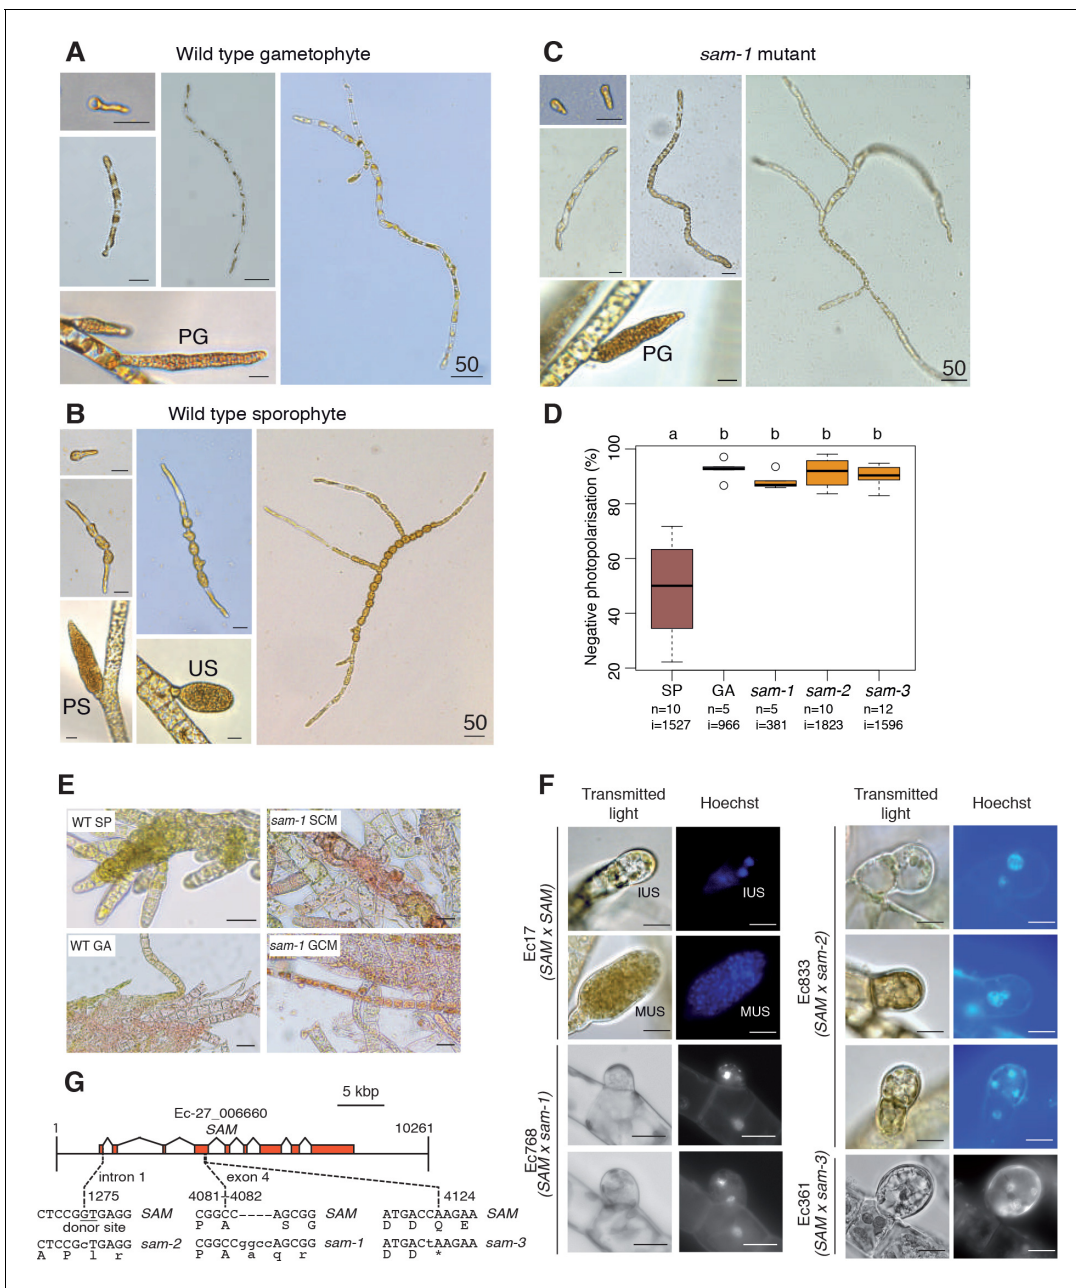 A
Wild type gametophyte
PG
50
B
Wild type sporophyte
PS
US
50
C
sam-1 mutant
PG
50
D
Negative photopolarisation (%)
100
80
60
40
20
a b b b b
SP GA sam-1 sam-2 sam-3
n=10 n=5 n=5 n=10 n=12
i=1527 i=966 i=381 i=1823 i=1596
E
WT SP
sam-1 SCM
WT GA
sam-1 GCM
F
Transmitted light
Hoechst
Transmitted light
Hoechst
Ec17
(SAM x SAM)
IUS
IUS
MUS
MUS
Ec768
(SAM x sam-1)
Ec833
(SAM x sam-2)
Ec361
(SAM x sam-3)
G
5 kbp
Ec-27_006660
SAM
1
10261
intron 1
exon 4
1275
4081 4082
4124
CTCCGGTGAGG SAM
donor site
CTCCGcTGAGG sam-2
A P l r
CGGCC----AGCGG SAM
P A S G
CGGCCggccAGCGG sam-1
P A a q r
ATGACCAAGAA SAM
D D Q E
ATGACtAAGAA sam-3
D D *